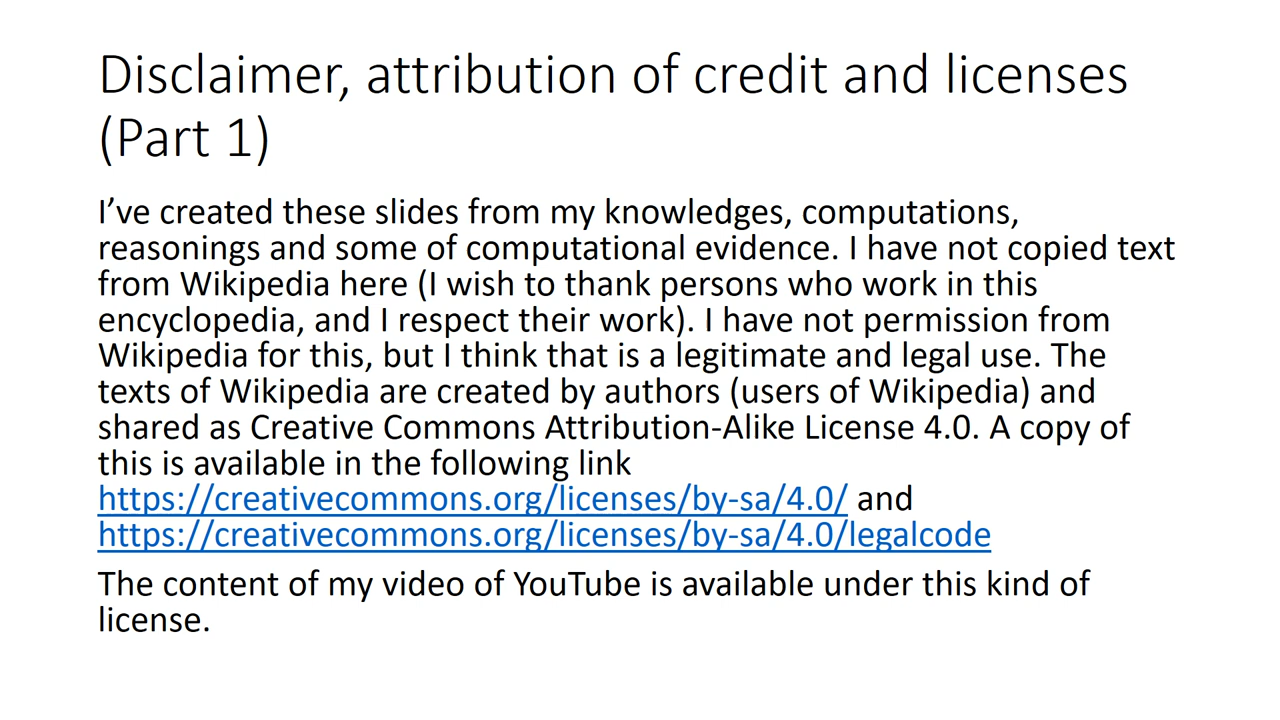 Disclaimer, attribution of credit and licenses
(Part 1)
I’ve created these slides from my knowledges, computations,
reasonings and some of computational evidence. I have not copied text
from Wikipedia here (I wish to thank persons who work in this
encyclopedia, and I respect their work). I have not permission from
Wikipedia for this, but I think that is a legitimate and legal use. The
texts of Wikipedia are created by authors (users of Wikipedia) and
shared as Creative Commons Attribution-Alike License 4.0. A copy of
this is available in the following link
https://creativecommons.org/licenses/by-sa/4.0/ and
https://creativecommons.org/licenses/by-sa/4.0/legalcode
The content of my video of YouTube is available under this kind of
license.